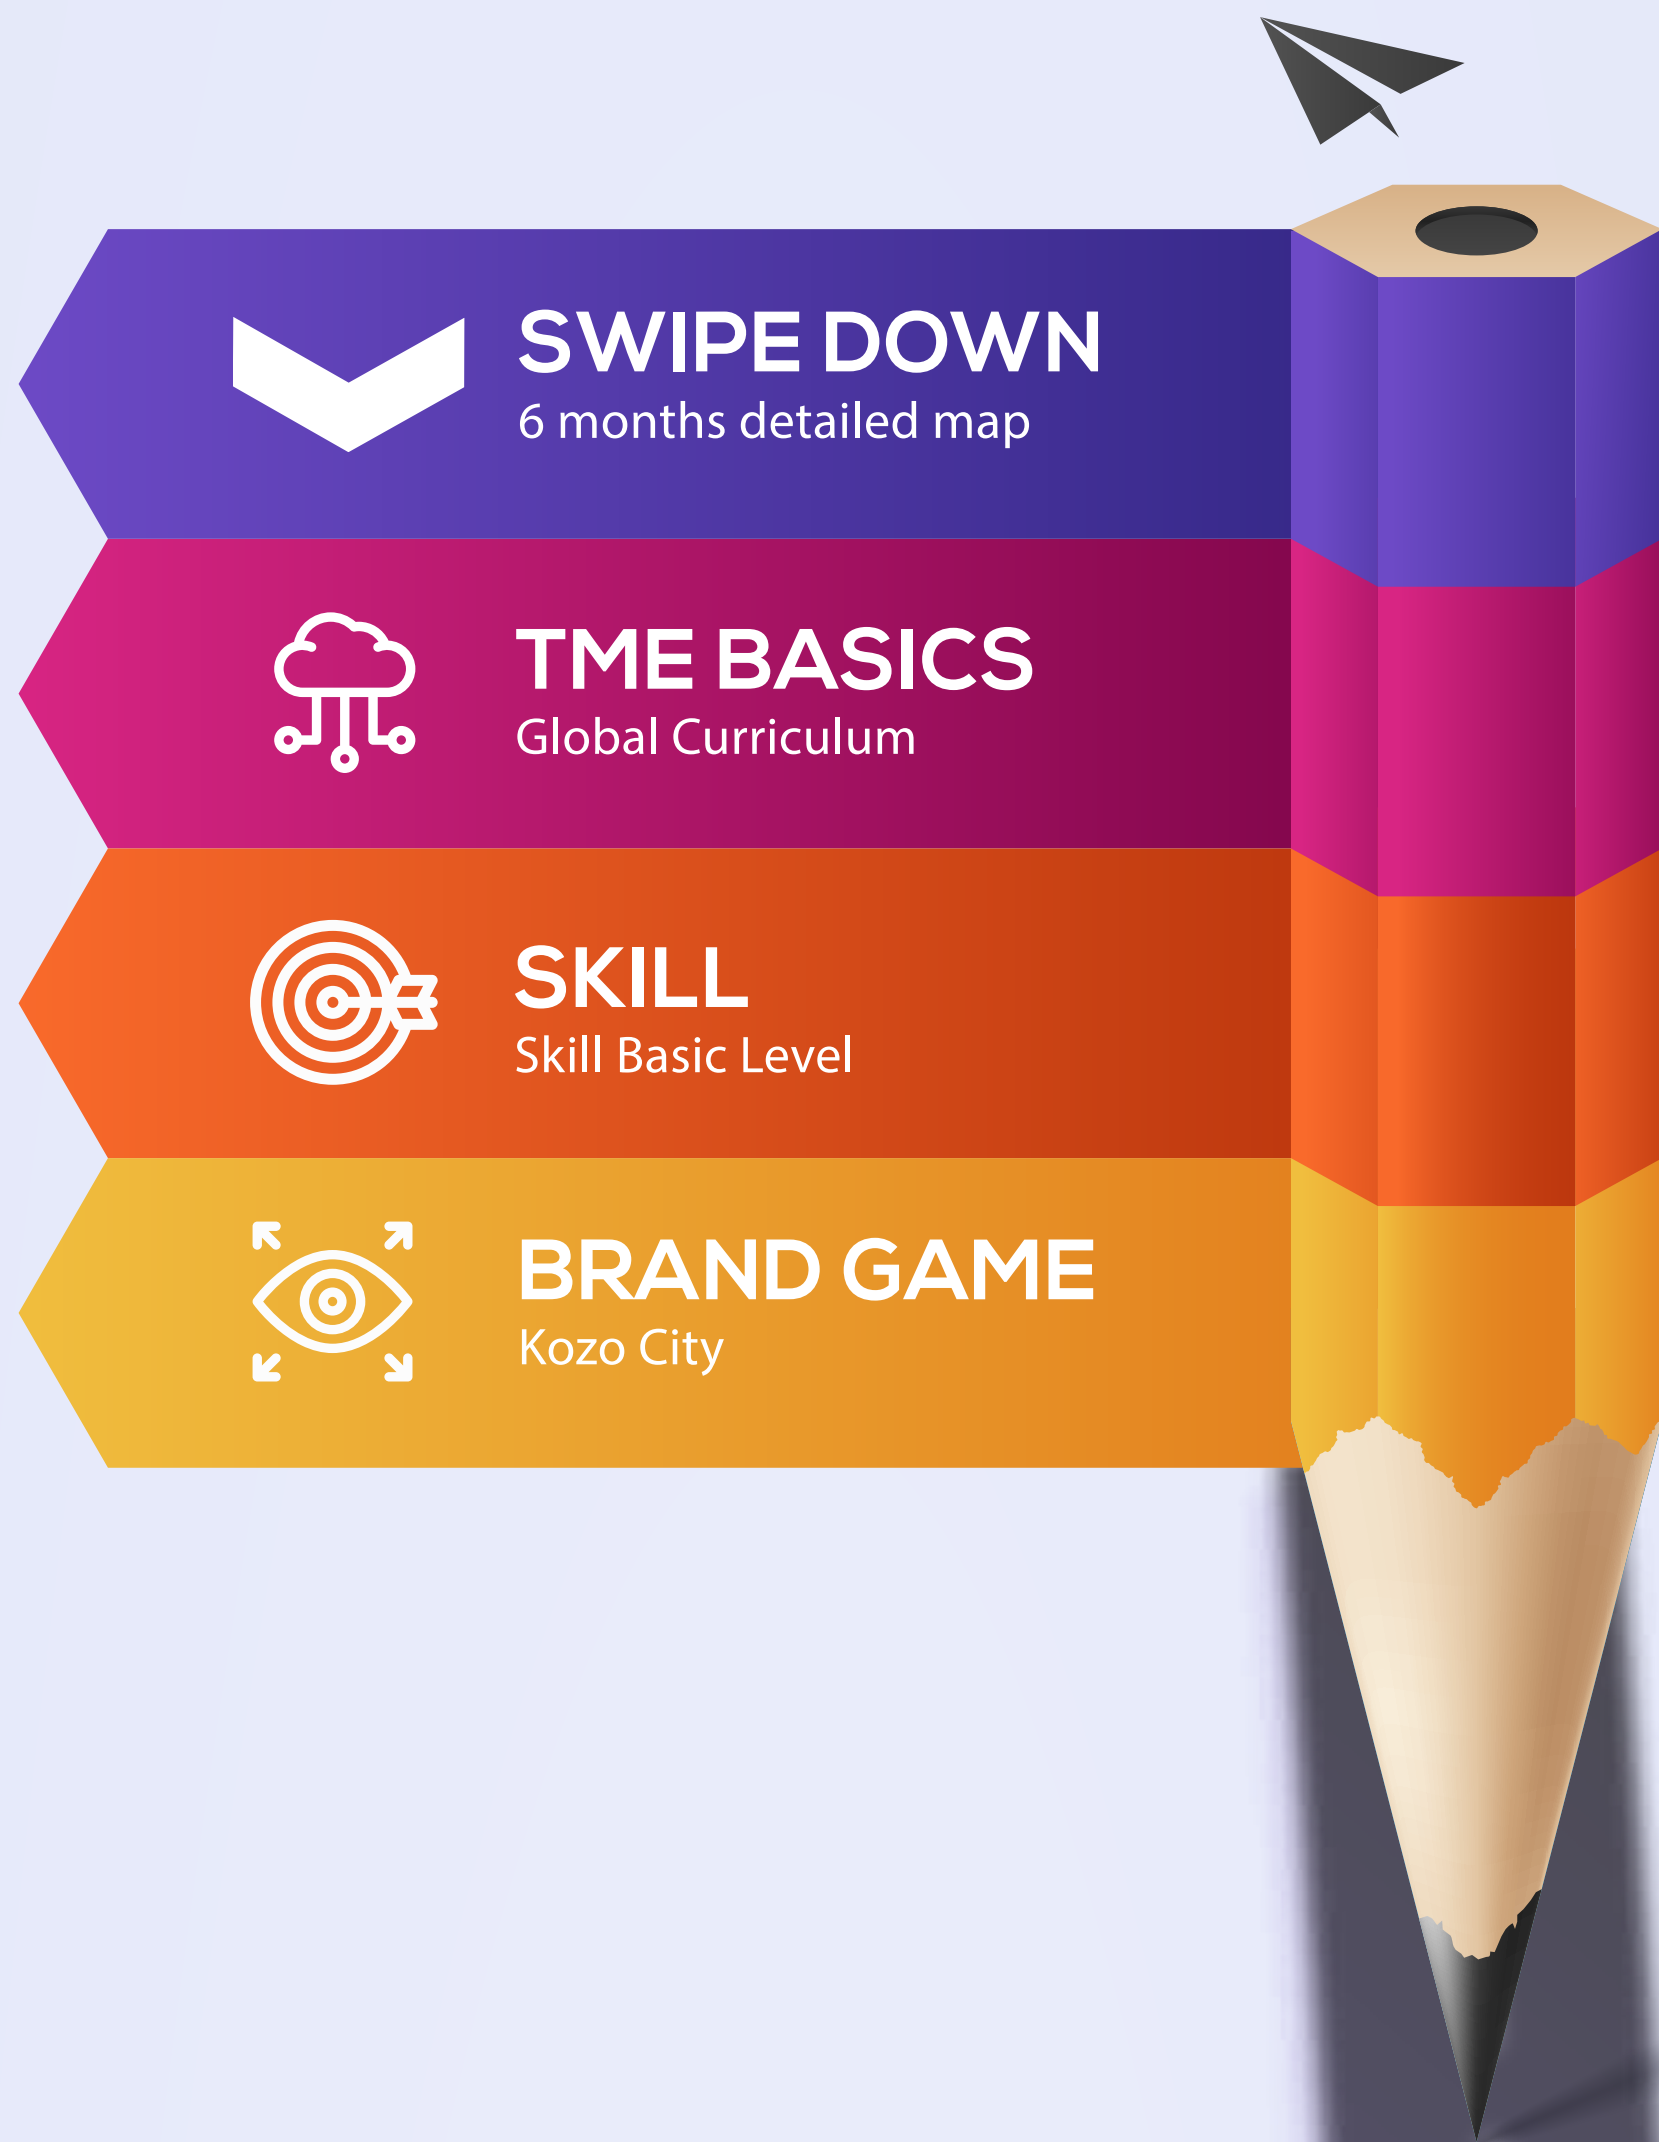 SWIPE DOWN
6 months detailed map
TME BASICS
Global Curriculum
SKILL
Skill Basic Level
BRAND GAME
Kozo City